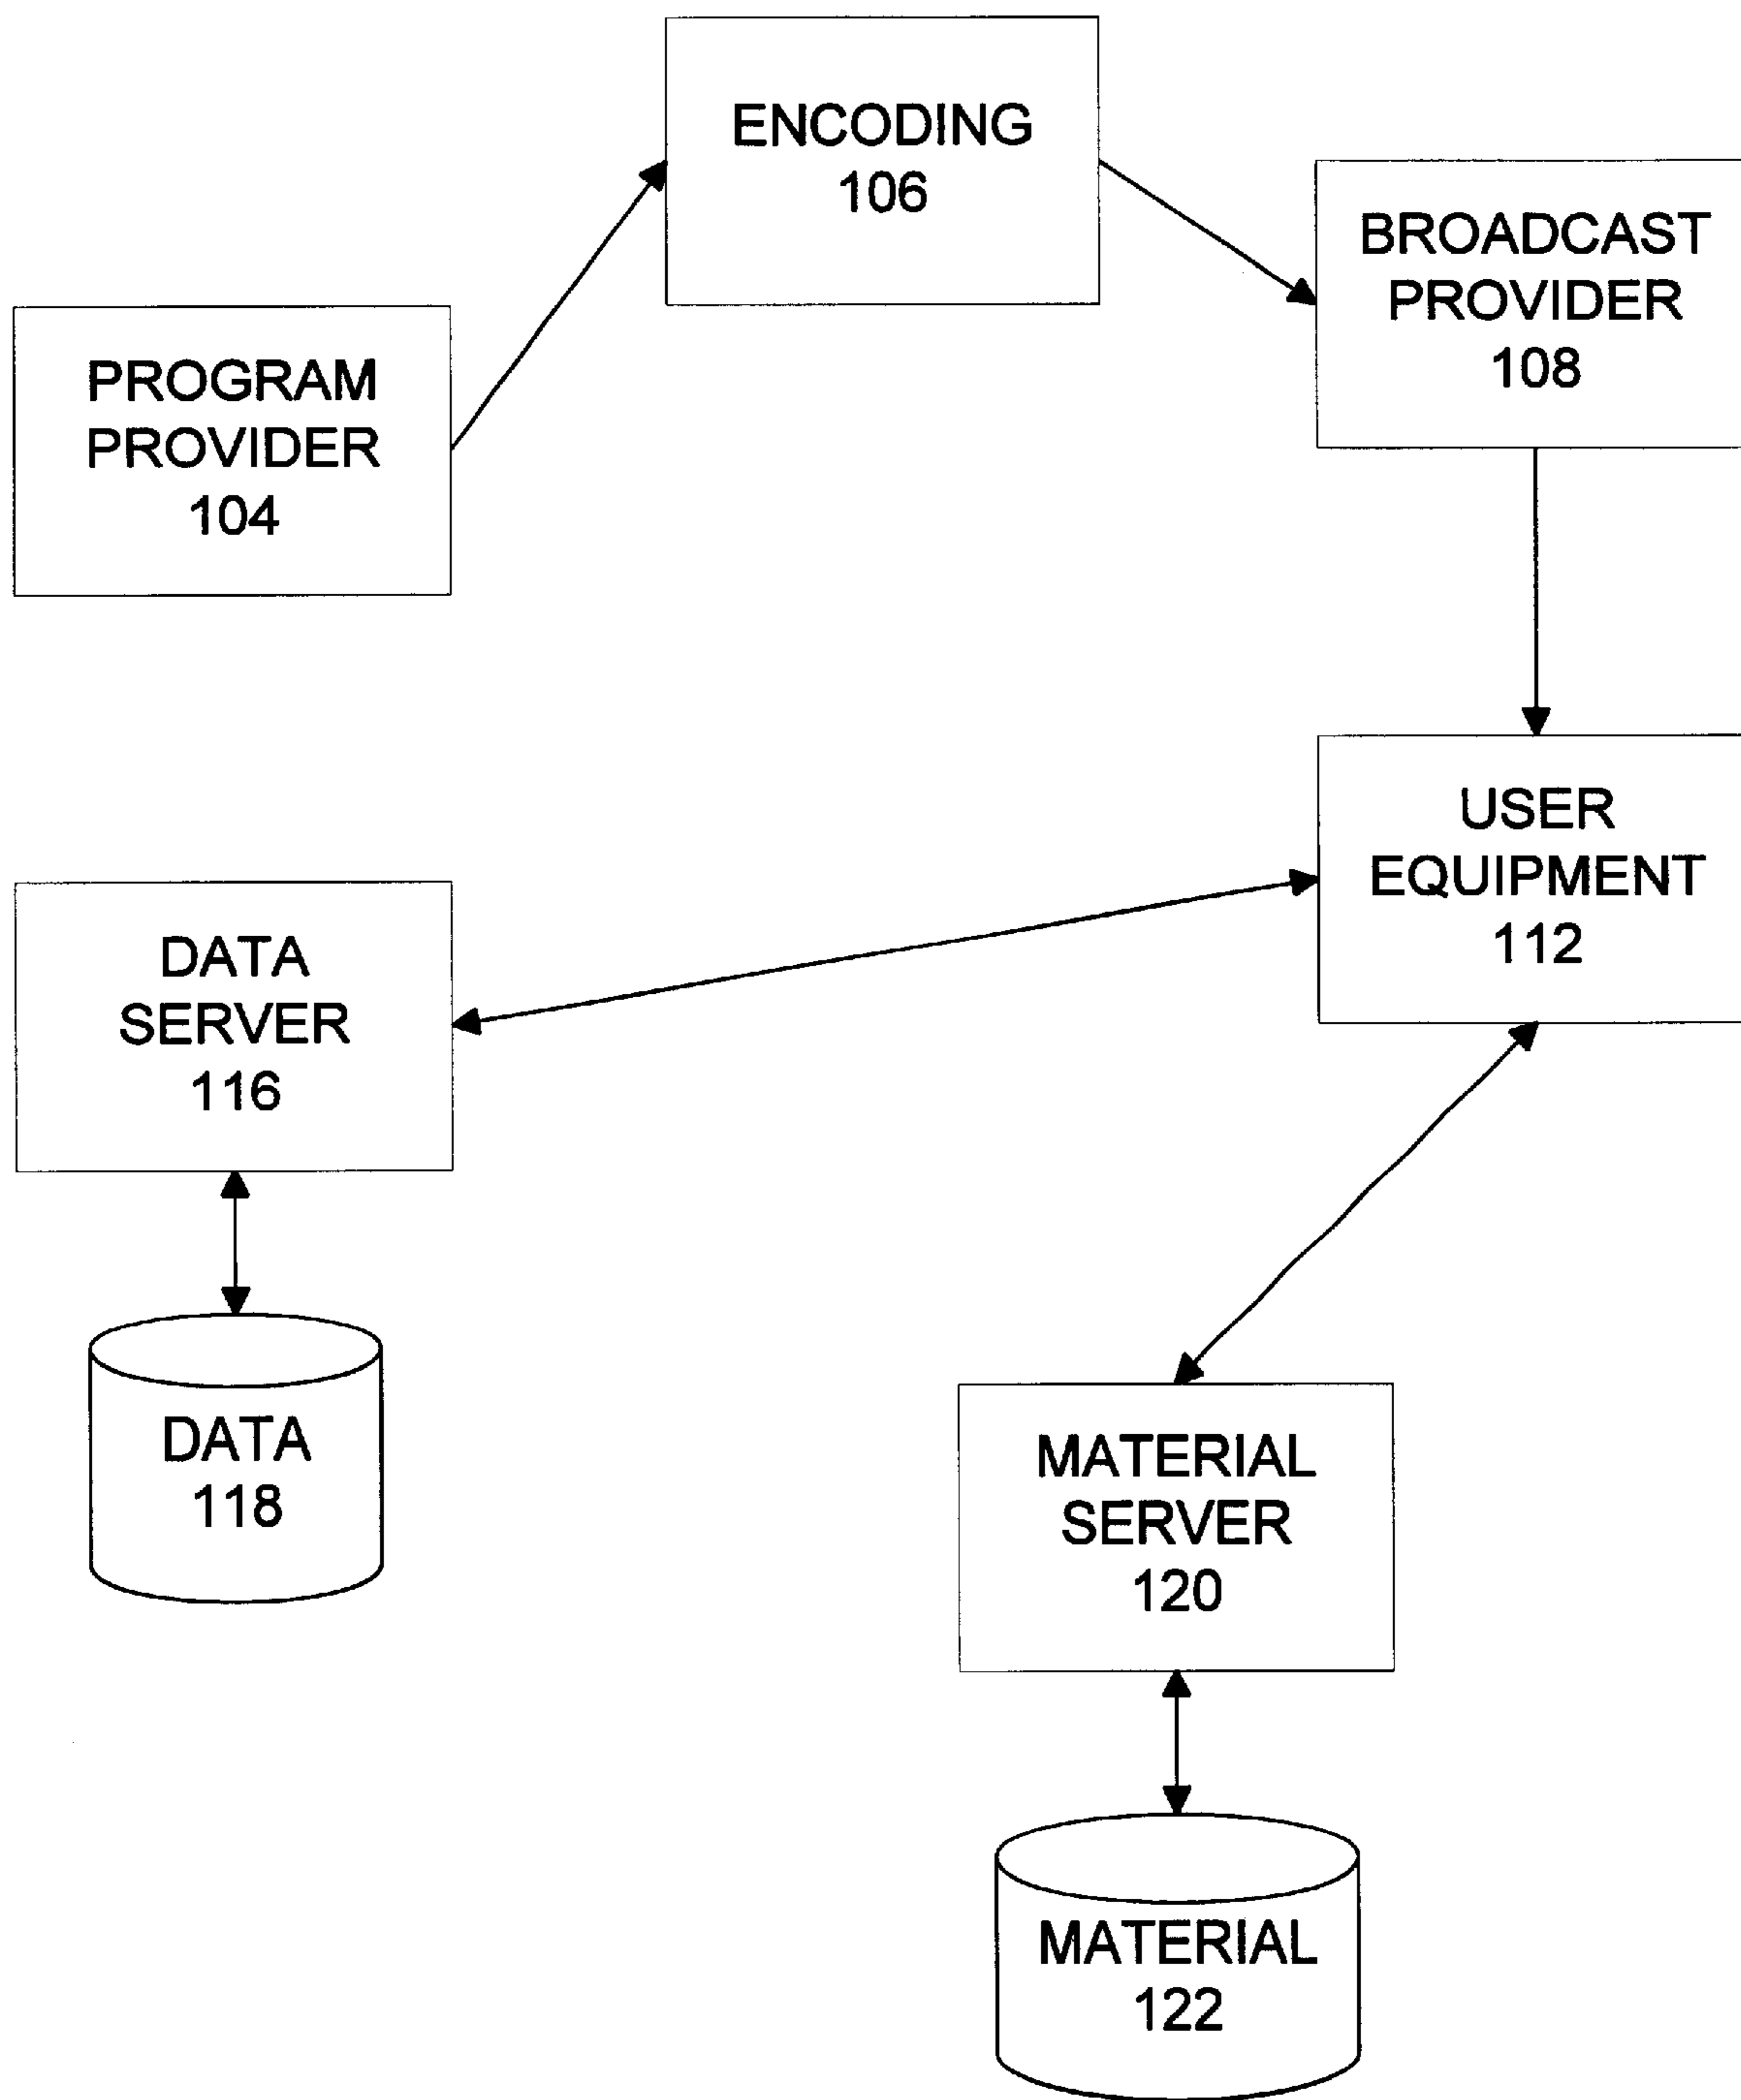 ENCODING
106
BROADCAST
PROVIDER
108
PROGRAM
PROVIDER
104
USER
EQUIPMENT
112
DATA
SERVER
116
DATA
118
MATERIAL
SERVER
120
MATERIAL
122